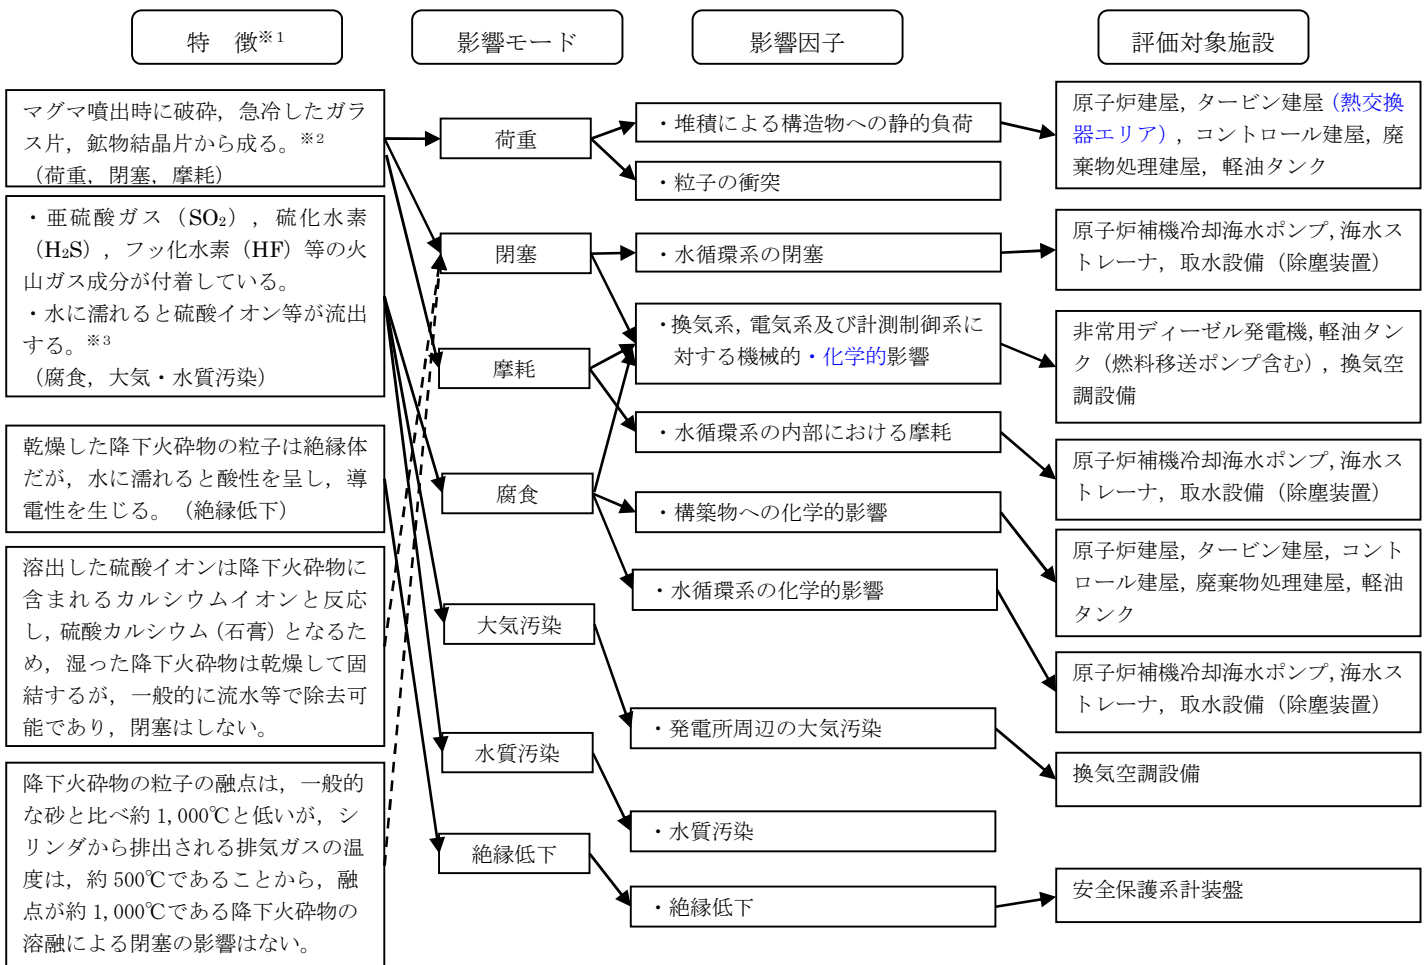 特　徴※1
影響モード
影響因子
評価対象施設
マグマ噴出時に破砕，急冷したガラ
ス片，鉱物結晶片から成る。※2
（荷重，閉塞，摩耗）
・亜硫酸ガス（SO₂），硫化水素
（H₂S），フッ化水素（HF）等の火
山ガス成分が付着している。
・水に濡れると硫酸イオン等が流出
する。※3
（腐食，大気・水質汚染）
乾燥した降下火砕物の粒子は絶縁体
だが，水に濡れると酸性を呈し，導
電性を生じる。（絶縁低下）
溶出した硫酸イオンは降下火砕物に
含まれるカルシウムイオンと反応
し，硫酸カルシウム（石膏）となるた
め，湿った降下火砕物は乾燥して固
結するが，一般的に流水等で除去可
能であり，閉塞はしない。
降下火砕物の粒子の融点は，一般的
な砂と比べ約 1,000℃と低いが，シ
リンダから排出される排気ガスの温
度は，約 500℃であることから，融
点が約 1,000℃である降下火砕物の
溶融による閉塞の影響はない。
荷重
閉塞
摩耗
腐食
大気汚染
水質汚染
絶縁低下
・堆積による構造物への静的負荷
・粒子の衝突
・水循環系の閉塞
・換気系，電気系及び計測制御系に
対する機械的・化学的影響
・水循環系の内部における摩耗
・構築物への化学的影響
・水循環系の化学的影響
・発電所周辺の大気汚染
・水質汚染
・絶縁低下
原子炉建屋，タービン建屋（熱交換
器エリア），コントロール建屋，廃
棄物処理建屋，軽油タンク
原子炉補機冷却海水ポンプ，海水ス
トレーナ，取水設備（除塵装置）
非常用ディーゼル発電機，軽油タン
ク（燃料移送ポンプ含む），換気空
調設備
原子炉補機冷却海水ポンプ，海水ス
トレーナ，取水設備（除塵装置）
原子炉建屋，タービン建屋，コント
ロール建屋，廃棄物処理建屋，軽油
タンク
原子炉補機冷却海水ポンプ，海水ス
トレーナ，取水設備（除塵装置）
換気空調設備
安全保護系計装盤